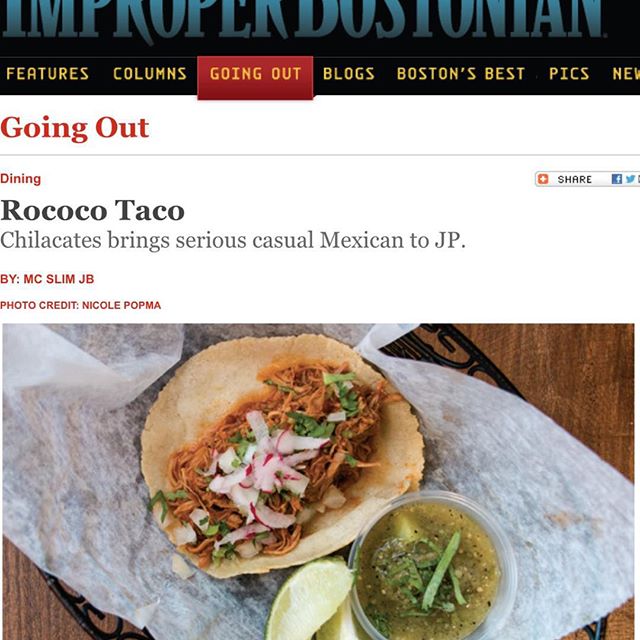 IMPROPER BOSTONIAN
FEATURES COLUMNS GOING OUT BLOGS BOSTON'S BEST PICS
Going Out
Dining
SHARE
Rococo Taco
Chilacates brings serious casual Mexican to JP.
BY: MC SLIM JB
PHOTO CREDIT: NICOLE POPMA